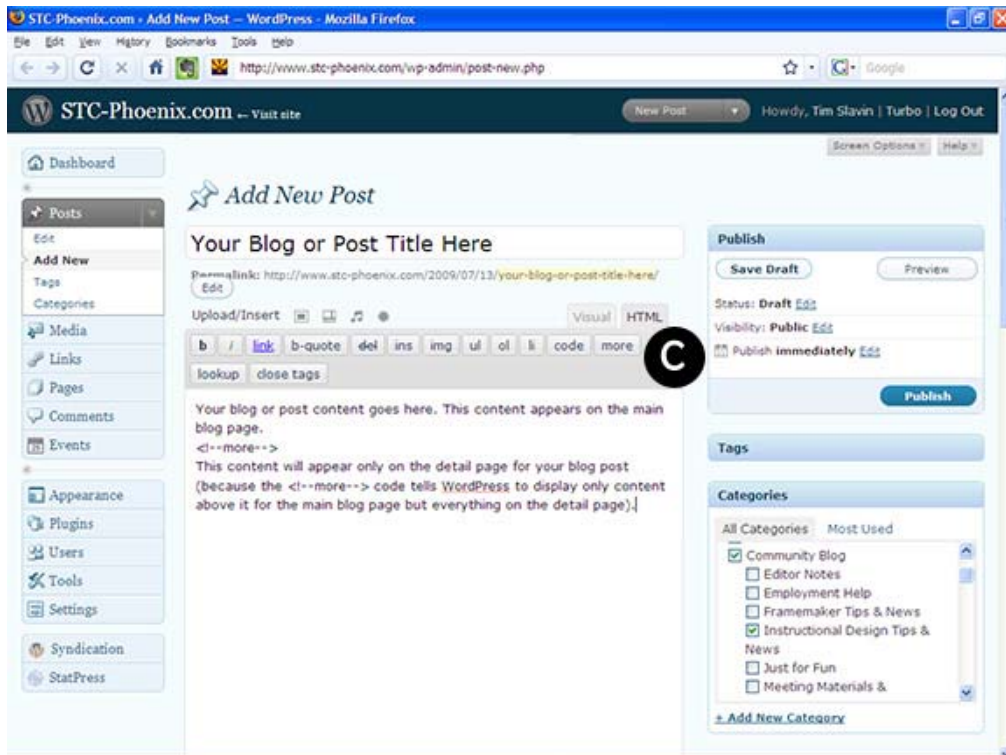 STC-Phoenix.com › Add New Post — WordPress - Mozilla Firefox
File Edit View History Bookmarks Tools Help
http://www.stc-phoenix.com/wp-admin/post-new.php
Google
STC-Phoenix.com ← Visit site
New Post
Howdy, Tim Slavin | Turbo | Log Out
Screen Options
Help
Dashboard
Posts
Edit
Add New
Tags
Categories
Media
Links
Pages
Comments
Events
Appearance
Plugins
Users
Tools
Settings
Syndication
StatPress
Add New Post
Your Blog or Post Title Here
Permalink: http://www.stc-phoenix.com/2009/07/13/your-blog-or-post-title-here/
Edit
Upload/Insert
Visual HTML
b i link b-quote del ins img ul ol li code more
lookup close tags
C
Your blog or post content goes here. This content appears on the main
blog page.
<!--more-->
This content will appear only on the detail page for your blog post
(because the <!--more--> code tells WordPress to display only content
above it for the main blog page but everything on the detail page).
Publish
Save Draft Preview
Status: Draft Edit
Visibility: Public Edit
Publish immediately Edit
Publish
Tags
Categories
All Categories Most Used
Community Blog
Editor Notes
Employment Help
Framemaker Tips & News
Instructional Design Tips &
News
Just for Fun
Meeting Materials &
+ Add New Category